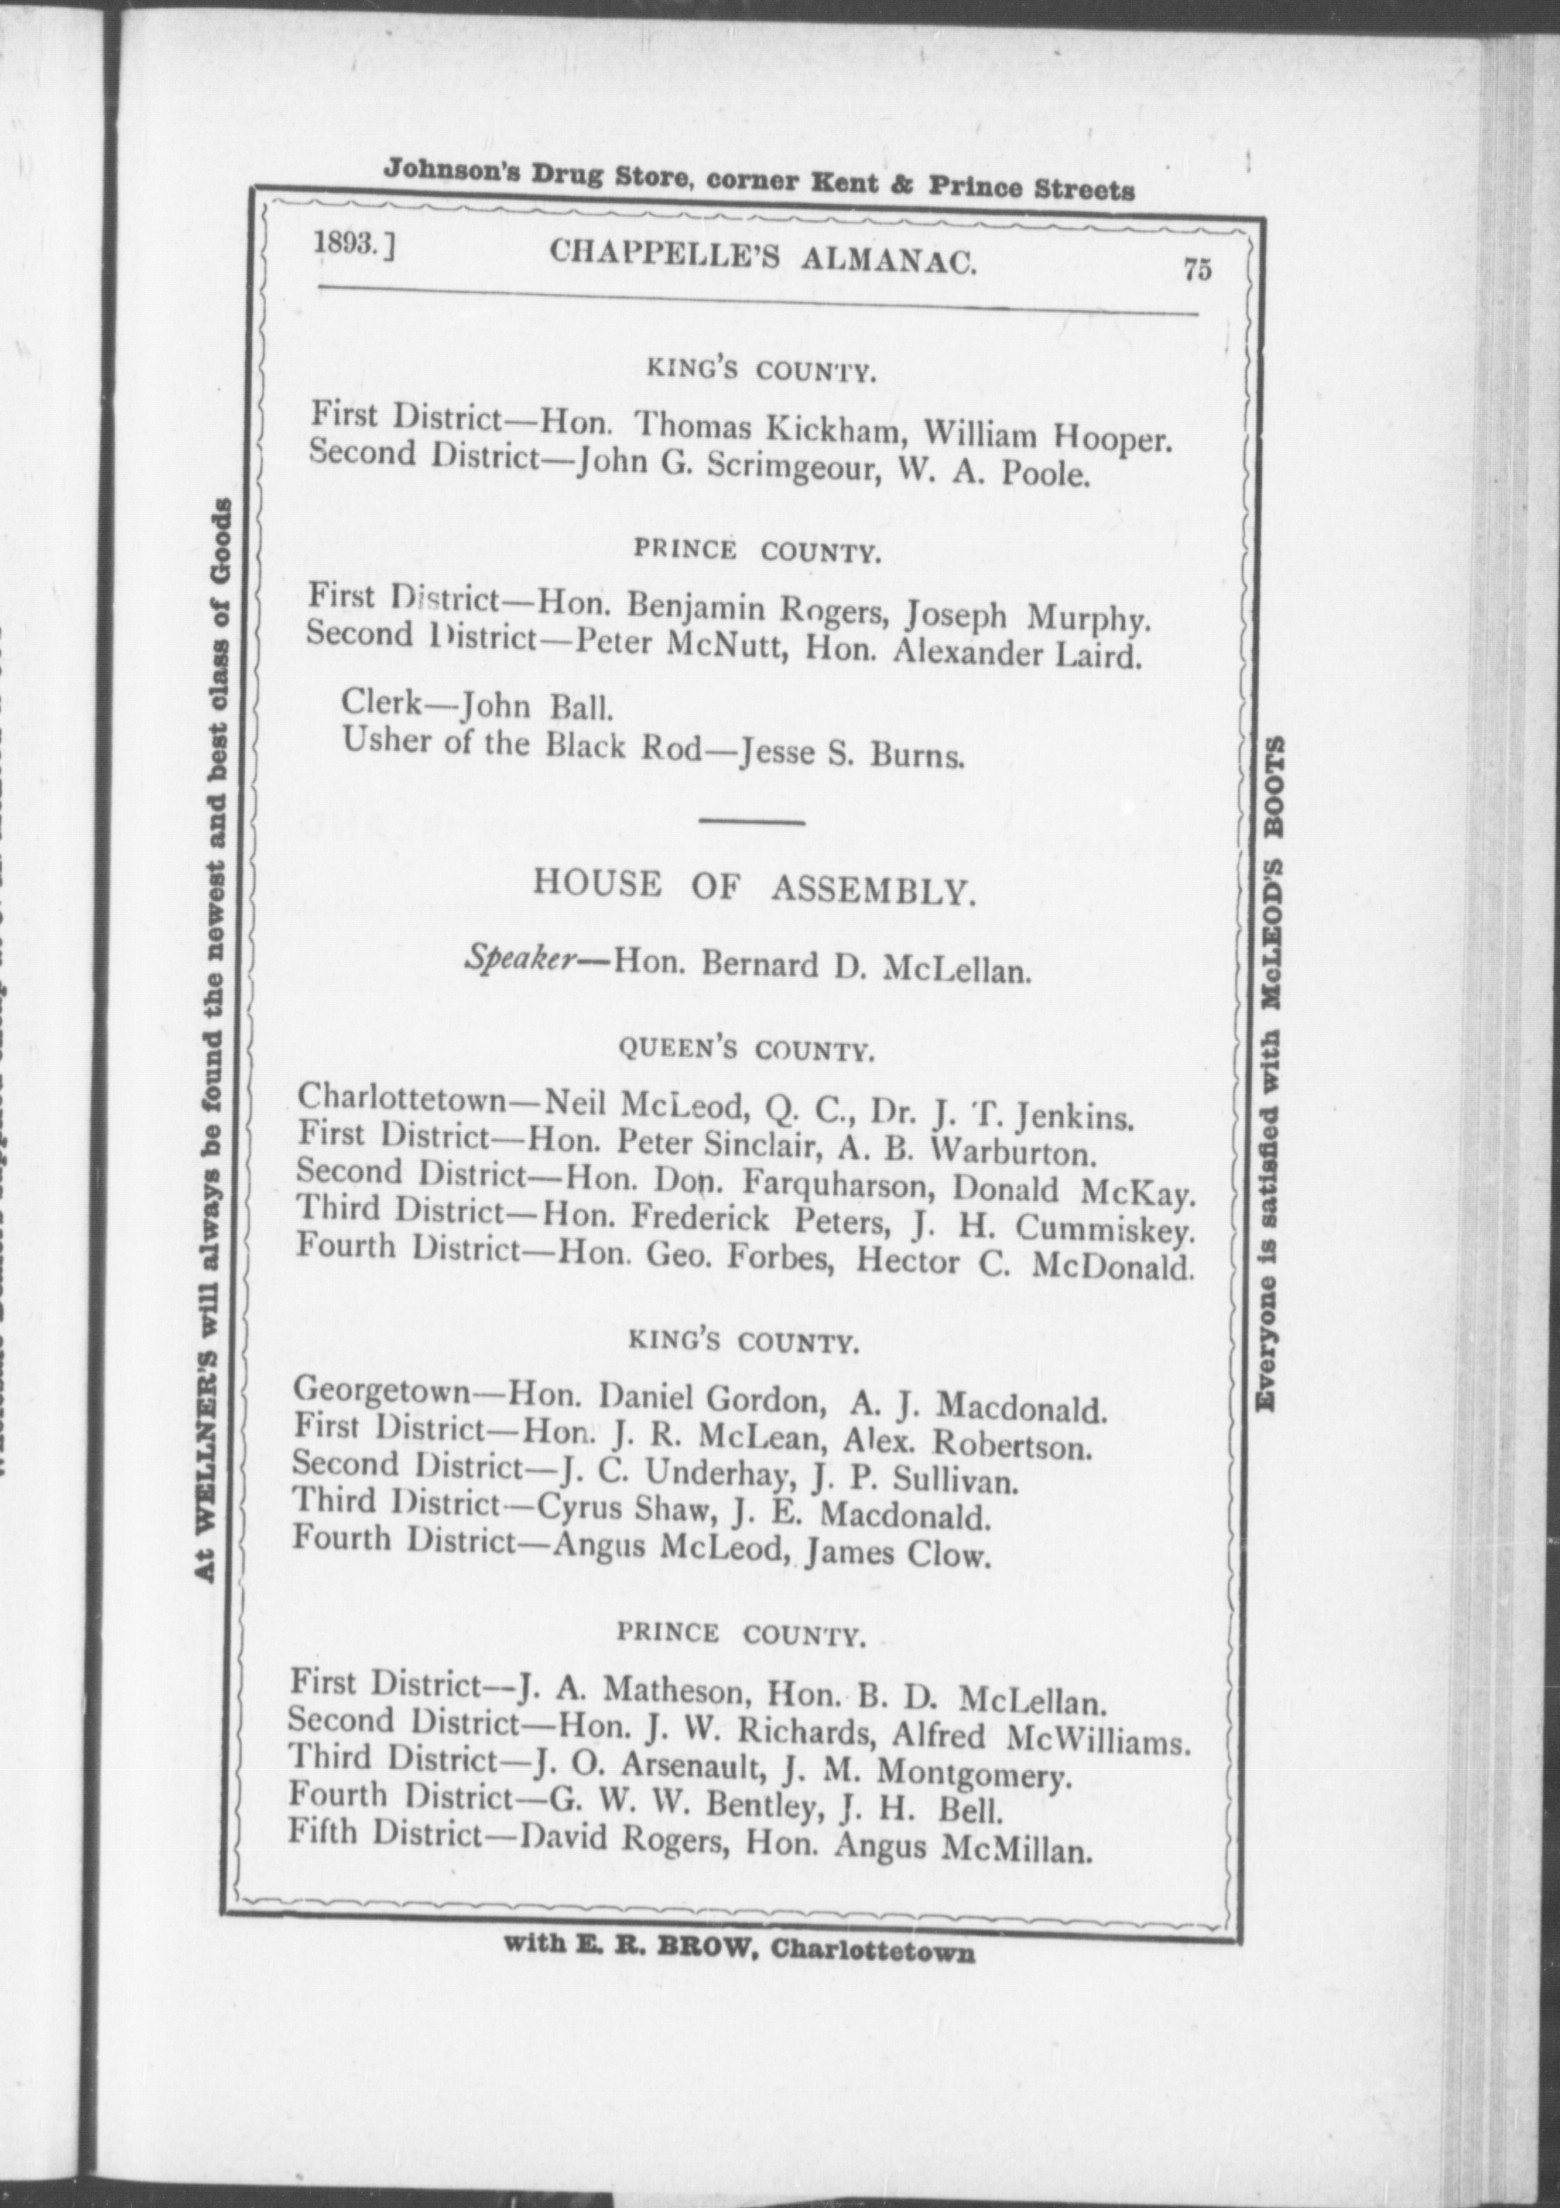 Johnson's Drug Store, corner Kent & Prince Streets
1893.] CHAPPELLE'S ALMANAC. 75
KING'S COUNTY.
First District—Hon. Thomas Kickham, William Hooper.
Second District—John G. Scrimgeour, W. A. Poole.
PRINCE COUNTY.
First District—Hon. Benjamin Rogers, Joseph Murphy.
Second District—Peter McNutt, Hon. Alexander Laird.
Clerk—John Ball.
Usher of the Black Rod—Jesse S. Burns.
HOUSE OF ASSEMBLY.
Speaker—Hon. Bernard D. McLellan.
QUEEN'S COUNTY.
Charlottetown—Neil McLeod, Q. C., Dr. J. T. Jenkins.
First District—Hon. Peter Sinclair, A. B. Warburton.
Second District—Hon. Don. Farquharson, Donald McKay.
Third District—Hon. Frederick Peters, J. H. Cummiskey.
Fourth District—Hon. Geo. Forbes, Hector C. McDonald.
KING'S COUNTY.
Georgetown—Hon. Daniel Gordon, A. J. Macdonald.
First District—Hon. J. R. McLean, Alex. Robertson.
Second District—J. C. Underhay, J. P. Sullivan.
Third District—Cyrus Shaw, J. E. Macdonald.
Fourth District—Angus McLeod, James Clow.
PRINCE COUNTY.
First District—J. A. Matheson, Hon. B. D. McLellan.
Second District—Hon. J. W. Richards, Alfred McWilliams.
Third District—J. O. Arsenault, J. M. Montgomery.
Fourth District—G. W. W. Bentley, J. H. Bell.
Fifth District—David Rogers, Hon. Angus McMillan.
with E. R. BROW, Charlottetown
At WELLNER'S will always be found the newest and best class of Goods
Everyone is satisfied with McLEOD'S BOOTS